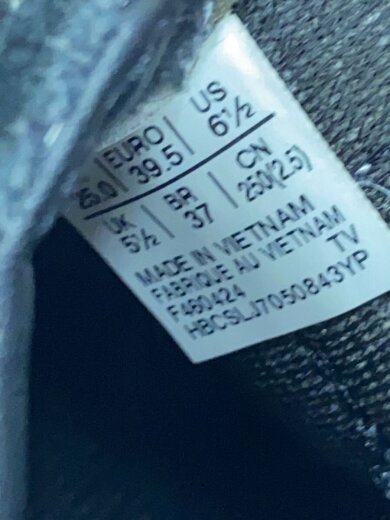 EURO | US
25.0 | 39.5 | 6½
UK | BR | CN
5½ | 37 | 250(2.5)
MADE IN VIETNAM
FABRIQUE AU VIETNAM
F460424 TV
HBCSLJ7050843YP